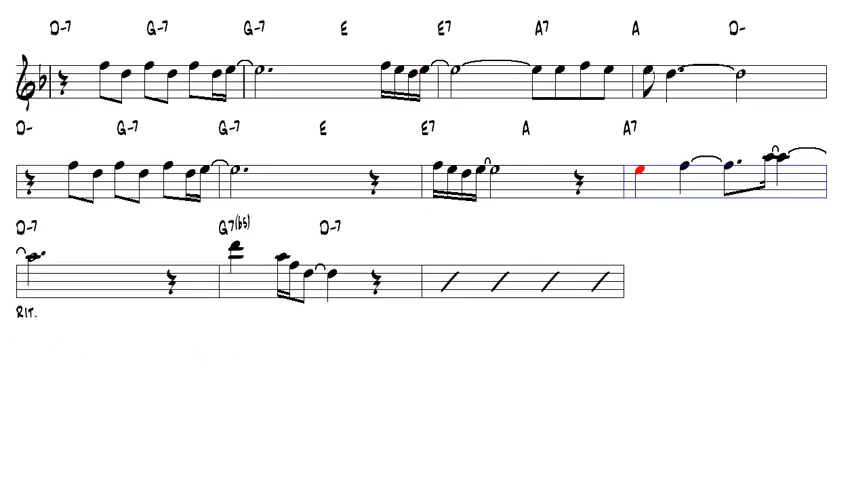 D-7 G-7 G-7 E E7 A7 A D-
D- G-7 G-7 E E7 A A7
D-7 G7(b5) D-7
RIT.